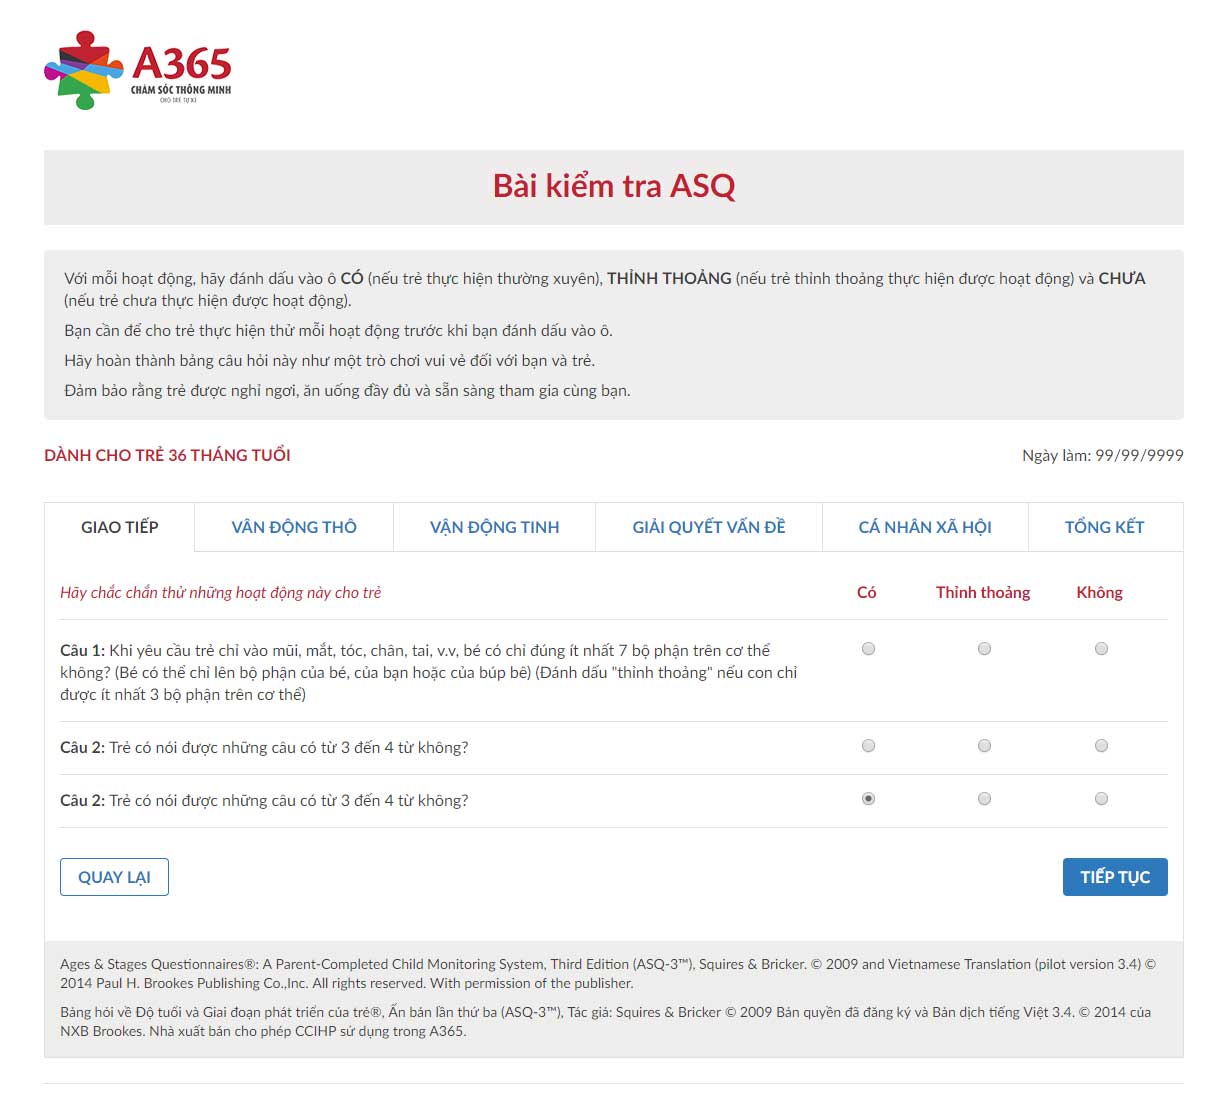 A365
CHĂM SÓC THÔNG MINH
CHO TRẺ TỰ KỈ
Bài kiểm tra ASQ
Với mỗi hoạt động, hãy đánh dấu vào ô CÓ (nếu trẻ thực hiện thường xuyên), THỈNH THOẢNG (nếu trẻ thỉnh thoảng thực hiện được hoạt động) và CHƯA
(nếu trẻ chưa thực hiện được hoạt động).
Bạn cần để cho trẻ thực hiện thử mỗi hoạt động trước khi bạn đánh dấu vào ô.
Hãy hoàn thành bảng câu hỏi này như một trò chơi vui vẻ đối với bạn và trẻ.
Đảm bảo rằng trẻ được nghỉ ngơi, ăn uống đầy đủ và sẵn sàng tham gia cùng bạn.
DÀNH CHO TRẺ 36 THÁNG TUỔI
Ngày làm: 99/99/9999
GIAO TIẾP
VÂN ĐỘNG THÔ
VẬN ĐỘNG TINH
GIẢI QUYẾT VẤN ĐỀ
CÁ NHÂN XÃ HỘI
TỔNG KẾT
Hãy chắc chắn thử những hoạt động này cho trẻ
Có
Thỉnh thoảng
Không
Câu 1: Khi yêu cầu trẻ chỉ vào mũi, mắt, tóc, chân, tai, v.v, bé có chỉ đúng ít nhất 7 bộ phận trên cơ thể
không? (Bé có thể chỉ lên bộ phận của bé, của bạn hoặc của búp bê) (Đánh dấu "thỉnh thoảng" nếu con chỉ
được ít nhất 3 bộ phận trên cơ thể)
Câu 2: Trẻ có nói được những câu có từ 3 đến 4 từ không?
Câu 2: Trẻ có nói được những câu có từ 3 đến 4 từ không?
QUAY LẠI
TIẾP TỤC
Ages & Stages Questionnaires®: A Parent-Completed Child Monitoring System, Third Edition (ASQ-3™), Squires & Bricker. © 2009 and Vietnamese Translation (pilot version 3.4) ©
2014 Paul H. Brookes Publishing Co.,Inc. All rights reserved. With permission of the publisher.
Bảng hỏi về Độ tuổi và Giai đoạn phát triển của trẻ®, Ấn bản lần thứ ba (ASQ-3™), Tác giả: Squires & Bricker © 2009 Bản quyền đã đăng ký và Bản dịch tiếng Việt 3.4. © 2014 của
NXB Brookes. Nhà xuất bản cho phép CCIHP sử dụng trong A365.